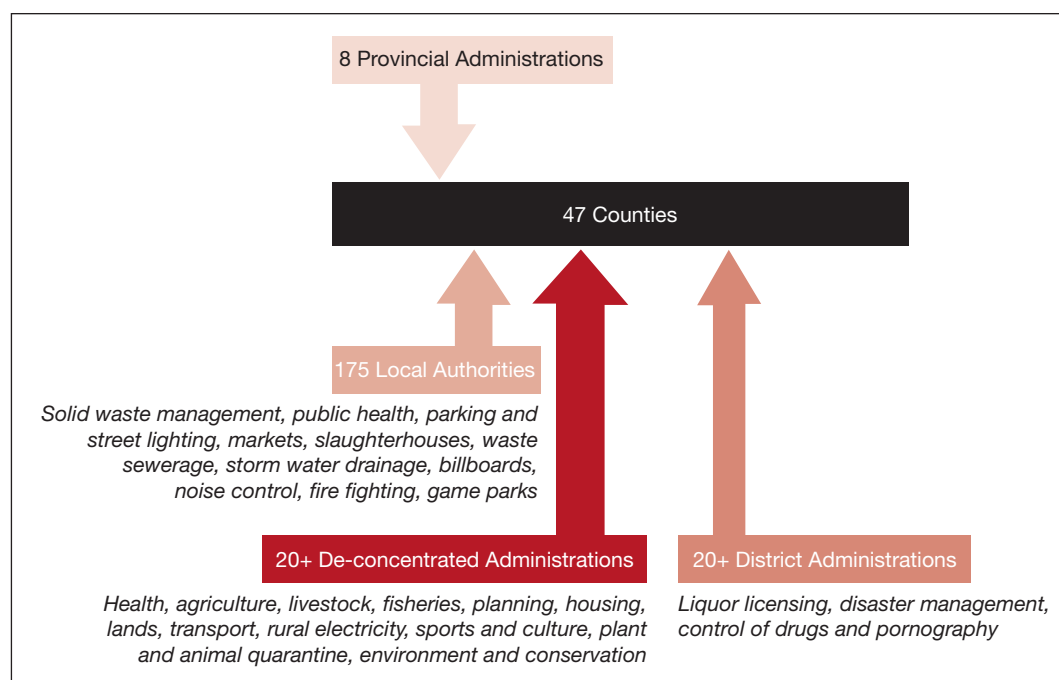 8 Provincial Administrations
47 Counties
175 Local Authorities
Solid waste management, public health, parking and
street lighting, markets, slaughterhouses, waste
sewerage, storm water drainage, billboards,
noise control, fire fighting, game parks
20+ De-concentrated Administrations
Health, agriculture, livestock, fisheries, planning, housing,
lands, transport, rural electricity, sports and culture, plant
and animal quarantine, environment and conservation
20+ District Administrations
Liquor licensing, disaster management,
control of drugs and pornography